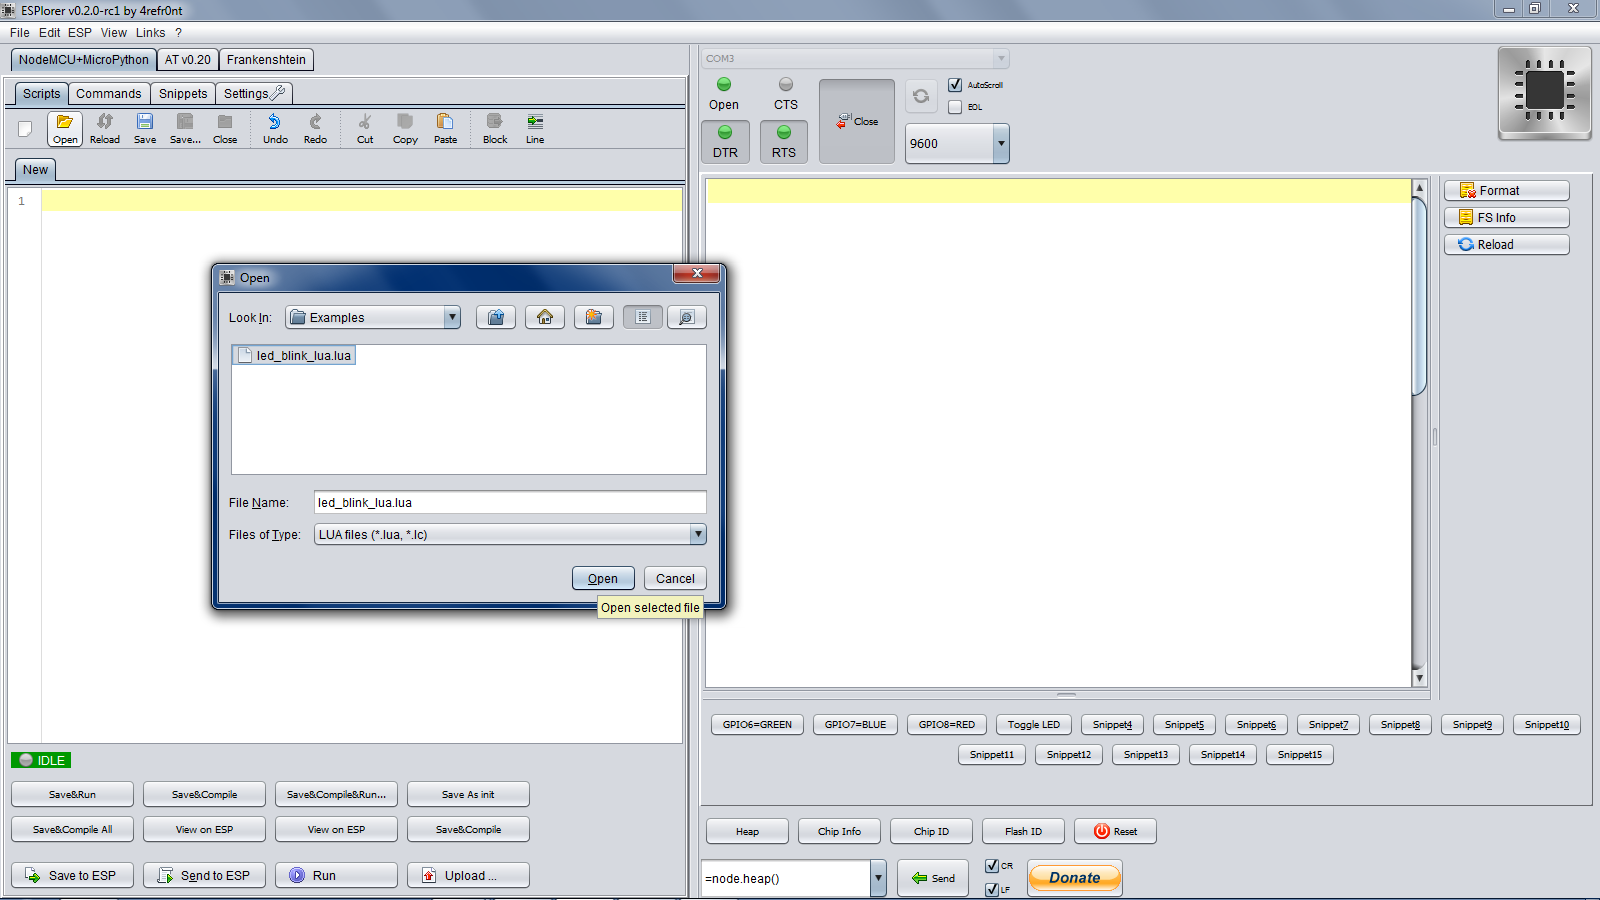 ESPlorer v0.2.0-rc1 by 4refr0nt
File Edit ESP View Links ?
NodeMCU+MicroPython AT v0.20 Frankenshtein
Scripts Commands Snippets Settings
Open Reload Save Save... Close Undo Redo Cut Copy Paste Block Line
New
1
Open
Look In: Examples
led_blink_lua.lua
File Name: led_blink_lua.lua
Files of Type: LUA files (*.lua, *.lc)
Open Cancel
Open selected file
IDLE
Save&Run Save&Compile Save&Compile&Run... Save As init
Save&Compile All View on ESP View on ESP Save&Compile
Save to ESP Send to ESP Run Upload ...
COM3
Open CTS
DTR RTS
Close
AutoScroll
EOL
9600
Format
FS Info
Reload
GPIO6=GREEN GPIO7=BLUE GPIO8=RED Toggle LED Snippet4 Snippet5 Snippet6 Snippet7 Snippet8 Snippet9 Snippet10
Snippet11 Snippet12 Snippet13 Snippet14 Snippet15
Heap Chip Info Chip ID Flash ID Reset
=node.heap() Send
CR
LF
Donate